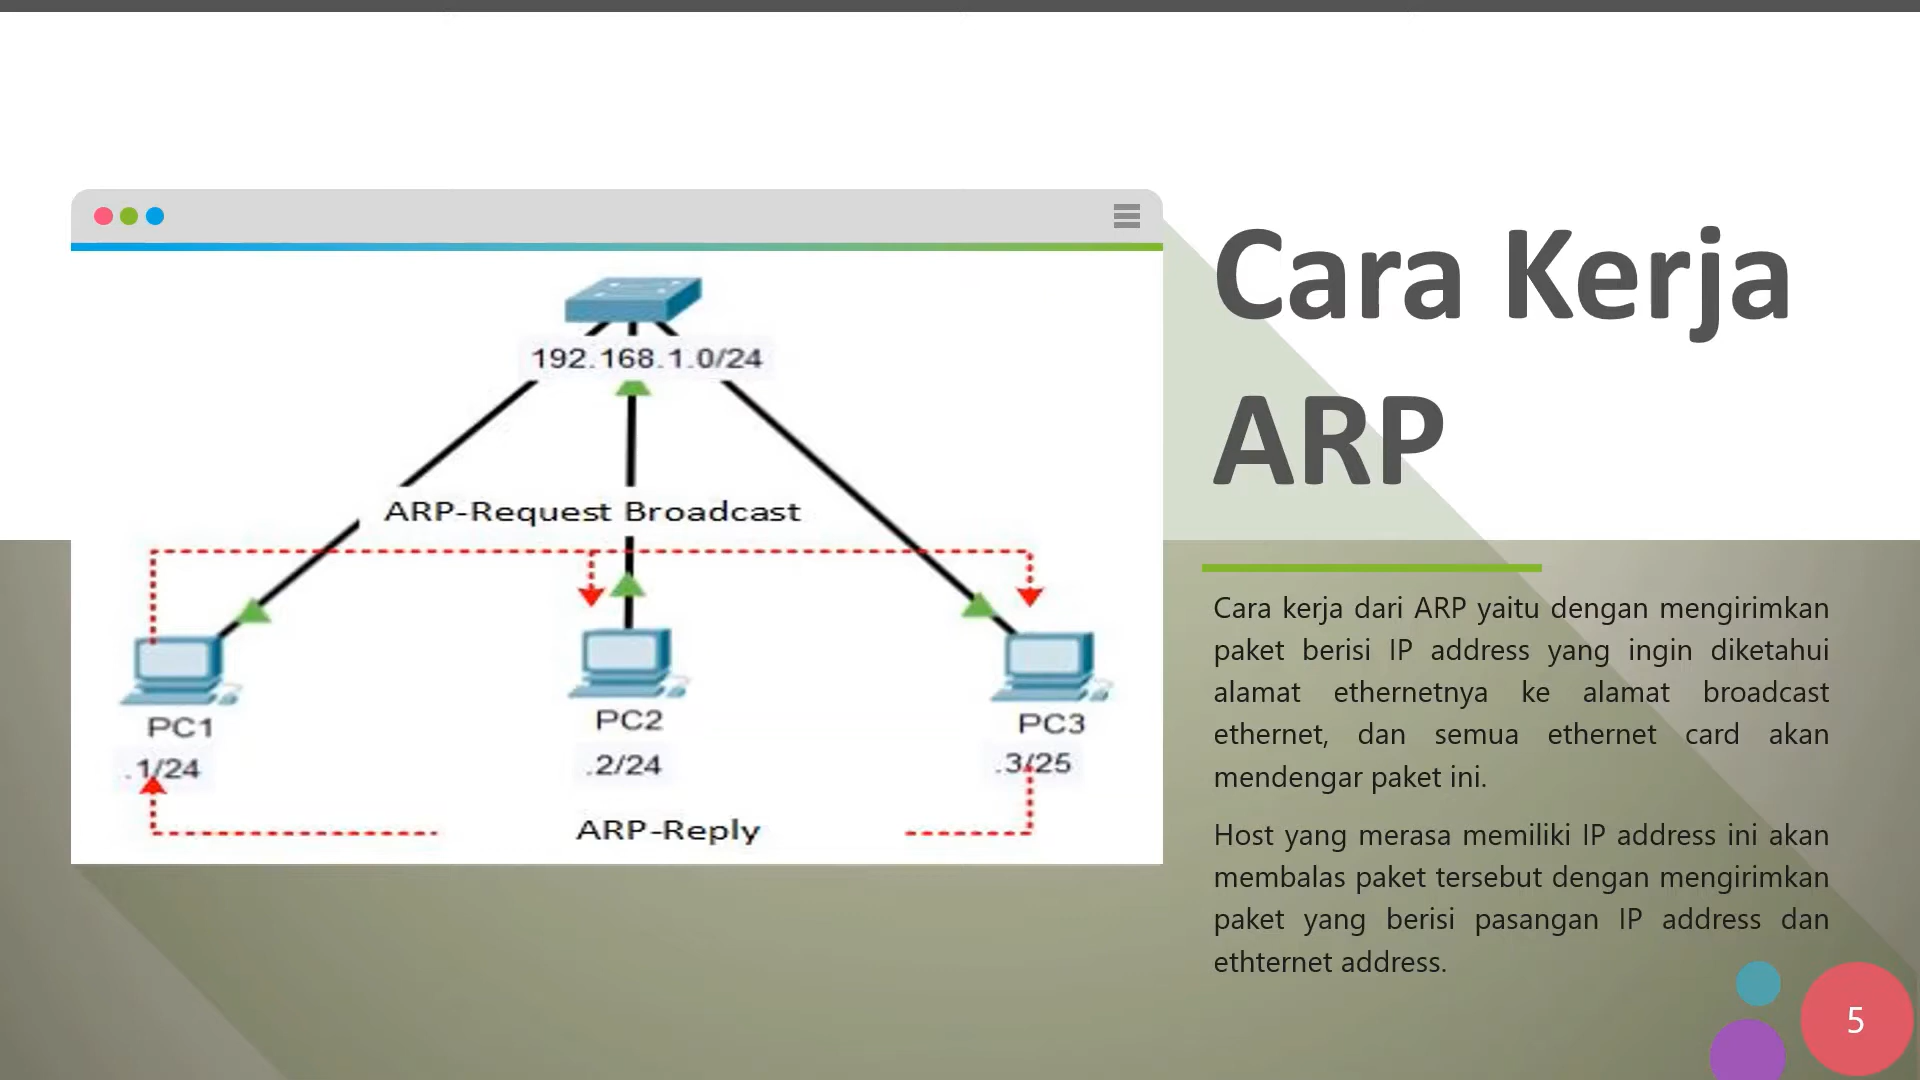 192.168.1.0/24
ARP-Request Broadcast
PC1
PC2
PC3
.1/24
.2/24
.3/25
ARP-Reply
Cara Kerja
ARP
Cara kerja dari ARP yaitu dengan mengirimkan
paket berisi IP address yang ingin diketahui
alamat ethernetnya ke alamat broadcast
ethernet, dan semua ethernet card akan
mendengar paket ini.
Host yang merasa memiliki IP address ini akan
membalas paket tersebut dengan mengirimkan
paket yang berisi pasangan IP address dan
ethternet address.
5